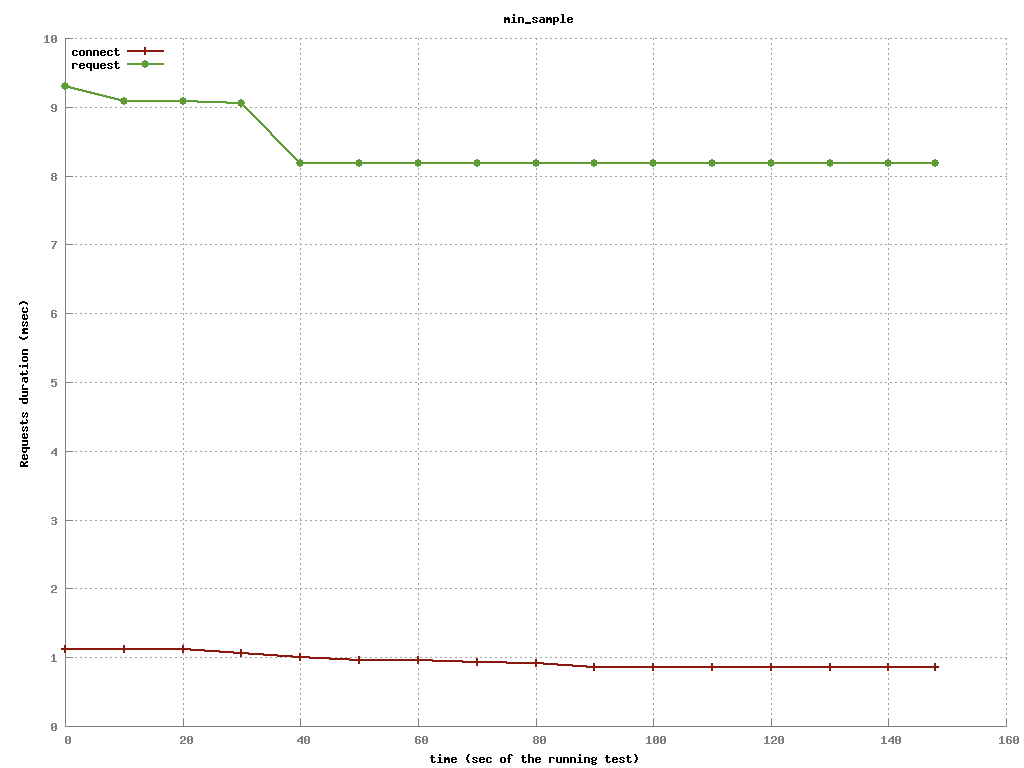 min_sample
connect
request
10
9
8
7
6
5
4
3
2
1
0
Requests duration (msec)
0 20 40 60 80 100 120 140 160
time (sec of the running test)